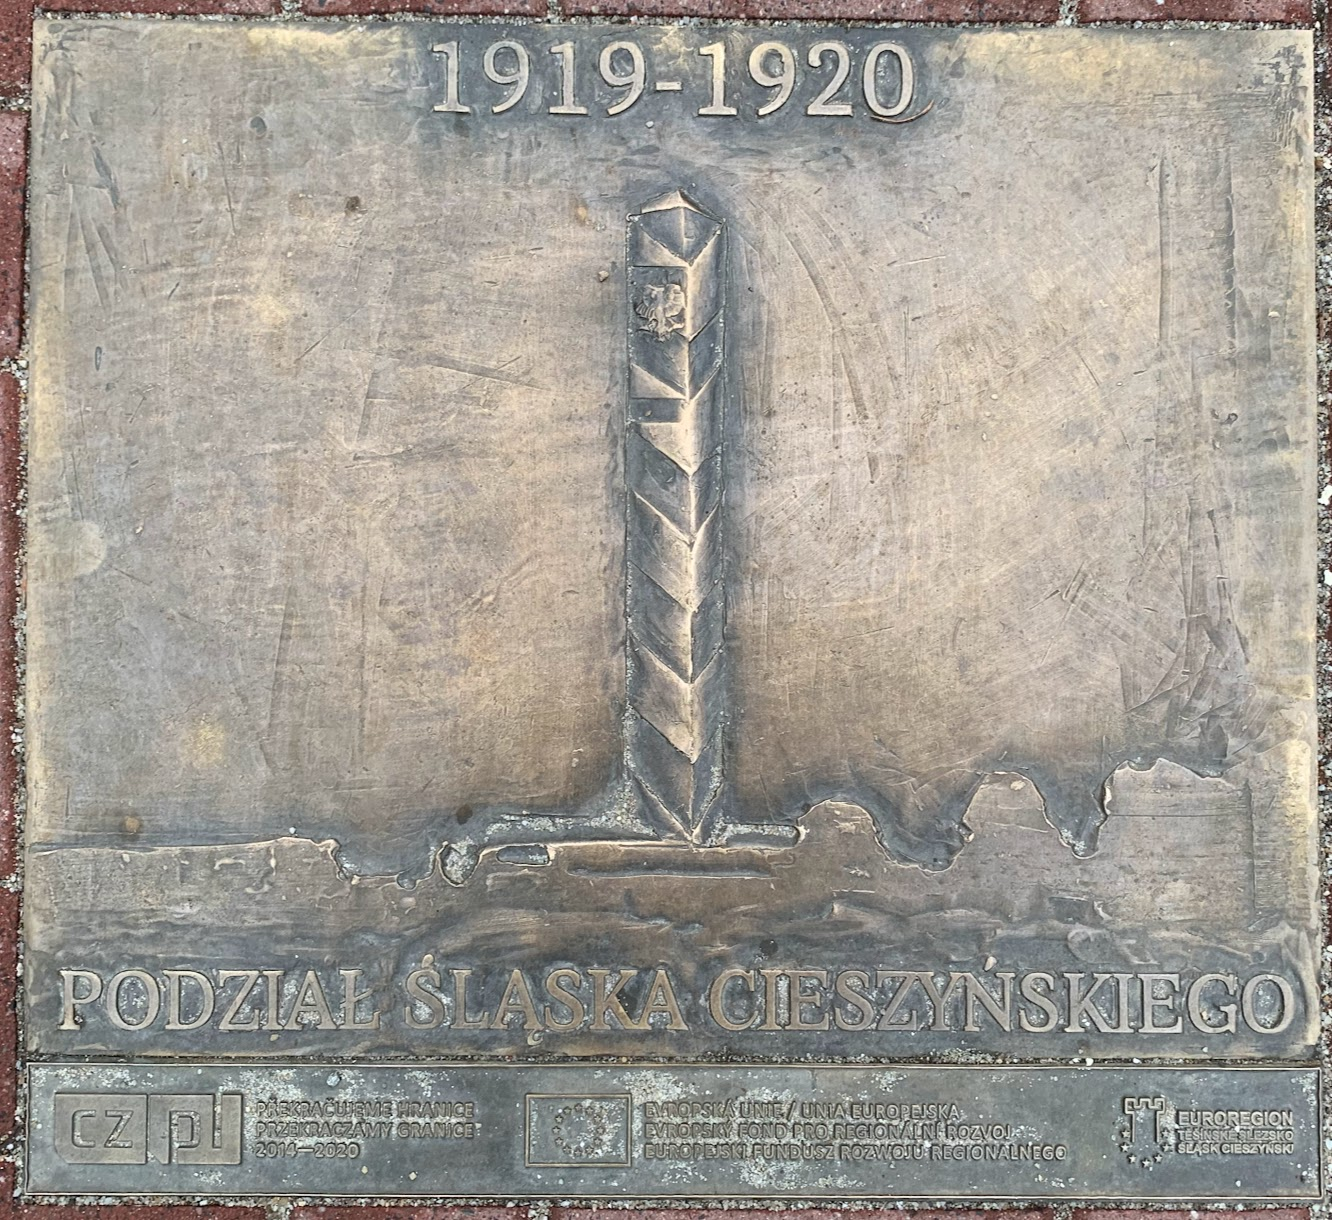 1919-1920
PODZIAŁ ŚLĄSKA CIESZYŃSKIEGO
CZ PL
PŘEKRAČUJEME HRANICE
PRZEKRACZAMY GRANICE
2014—2020
EVROPSKÁ UNIE / UNIA EUROPEJSKA
EVROPSKÝ FOND PRO REGIONÁLNÍ ROZVOJ
EUROPEJSKI FUNDUSZ ROZWOJU REGIONALNEGO
EUROREGION
TĚŠÍNSKÉ SLEZSKO
ŚLĄSK CIESZYŃSKI